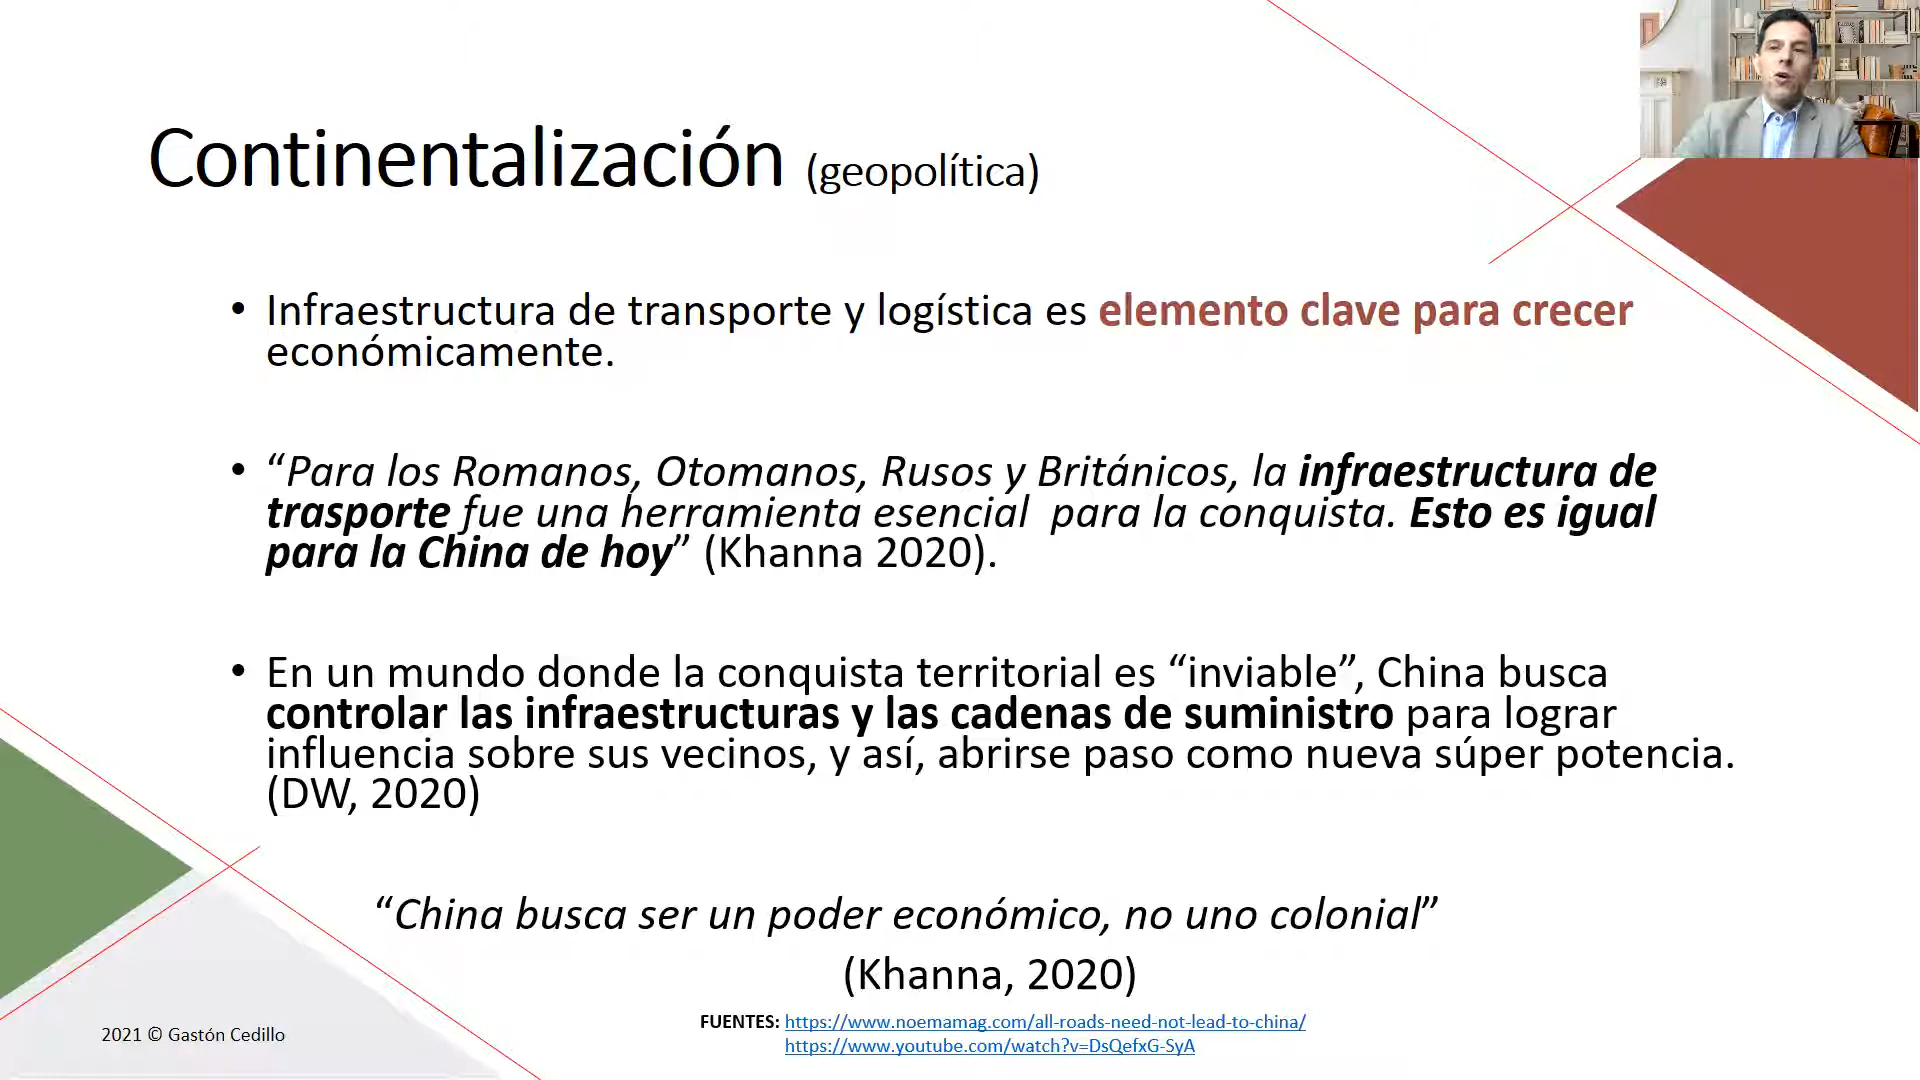 Continentalización (geopolítica)
• Infraestructura de transporte y logística es elemento clave para crecer
económicamente.
• “Para los Romanos, Otomanos, Rusos y Británicos, la infraestructura de
trasporte fue una herramienta esencial para la conquista. Esto es igual
para la China de hoy” (Khanna 2020).
• En un mundo donde la conquista territorial es “inviable”, China busca
controlar las infraestructuras y las cadenas de suministro para lograr
influencia sobre sus vecinos, y así, abrirse paso como nueva súper potencia.
(DW, 2020)
“China busca ser un poder económico, no uno colonial”
(Khanna, 2020)
FUENTES: https://www.noemamag.com/all-roads-need-not-lead-to-china/
https://www.youtube.com/watch?v=DsQefxG-SyA
2021 © Gastón Cedillo